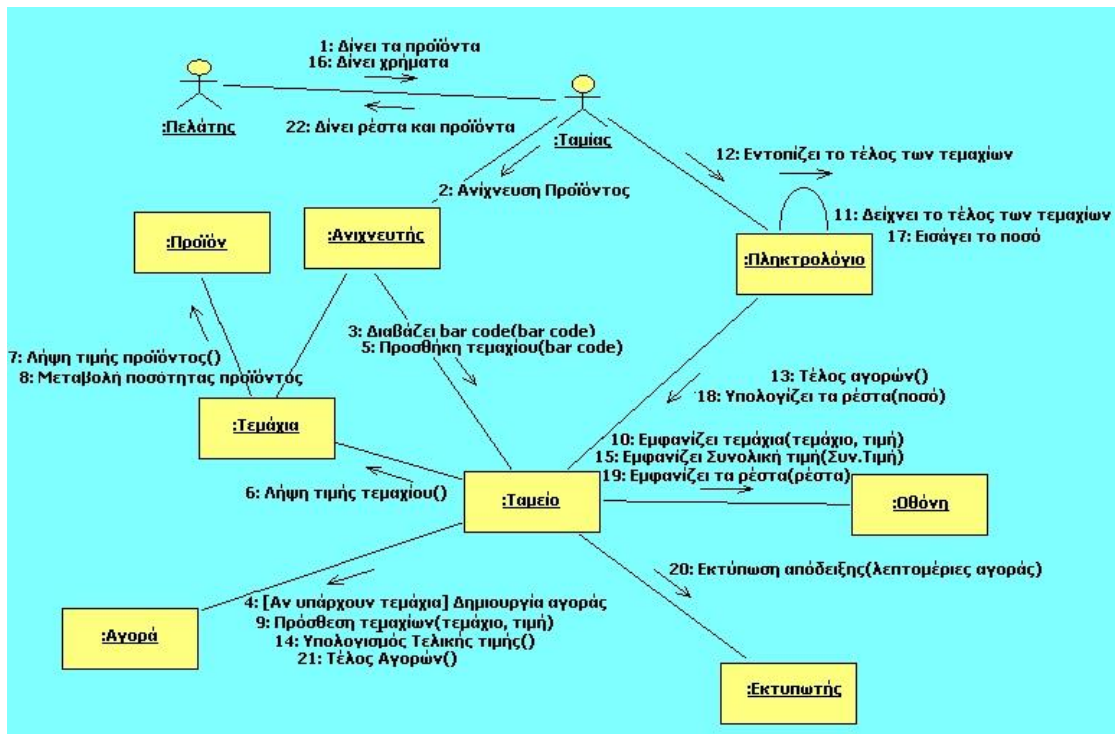 1: Δίνει τα προϊόντα
16: Δίνει χρήματα
:Πελάτης
22: Δίνει ρέστα και προϊόντα
:Ταμίας
12: Εντοπίζει το τέλος των τεμαχίων
2: Ανίχνευση Προϊόντος
11: Δείχνει το τέλος των τεμαχίων
17: Εισάγει το ποσό
:Προϊόν
:Ανιχνευτής
:Πληκτρολόγιο
3: Διαβάζει bar code(bar code)
5: Προσθήκη τεμαχίου(bar code)
7: Λήψη τιμής προϊόντος()
8: Μεταβολή ποσότητας προϊόντος
13: Τέλος αγορών()
18: Υπολογίζει τα ρέστα(ποσό)
:Τεμάχια
10: Εμφανίζει τεμάχια(τεμάχιο, τιμή)
15: Εμφανίζει Συνολική τιμή(Συν.Τιμή)
19: Εμφανίζει τα ρέστα(ρέστα)
6: Λήψη τιμής τεμαχίου()
:Ταμείο
:Οθόνη
20: Εκτύπωση απόδειξης(λεπτομέριες αγοράς)
4: [Αν υπάρχουν τεμάχια] Δημιουργία αγοράς
9: Πρόσθεση τεμαχίων(τεμάχιο, τιμή)
14: Υπολογισμός Τελικής τιμής()
21: Τέλος Αγορών()
:Αγορά
:Εκτυπωτής